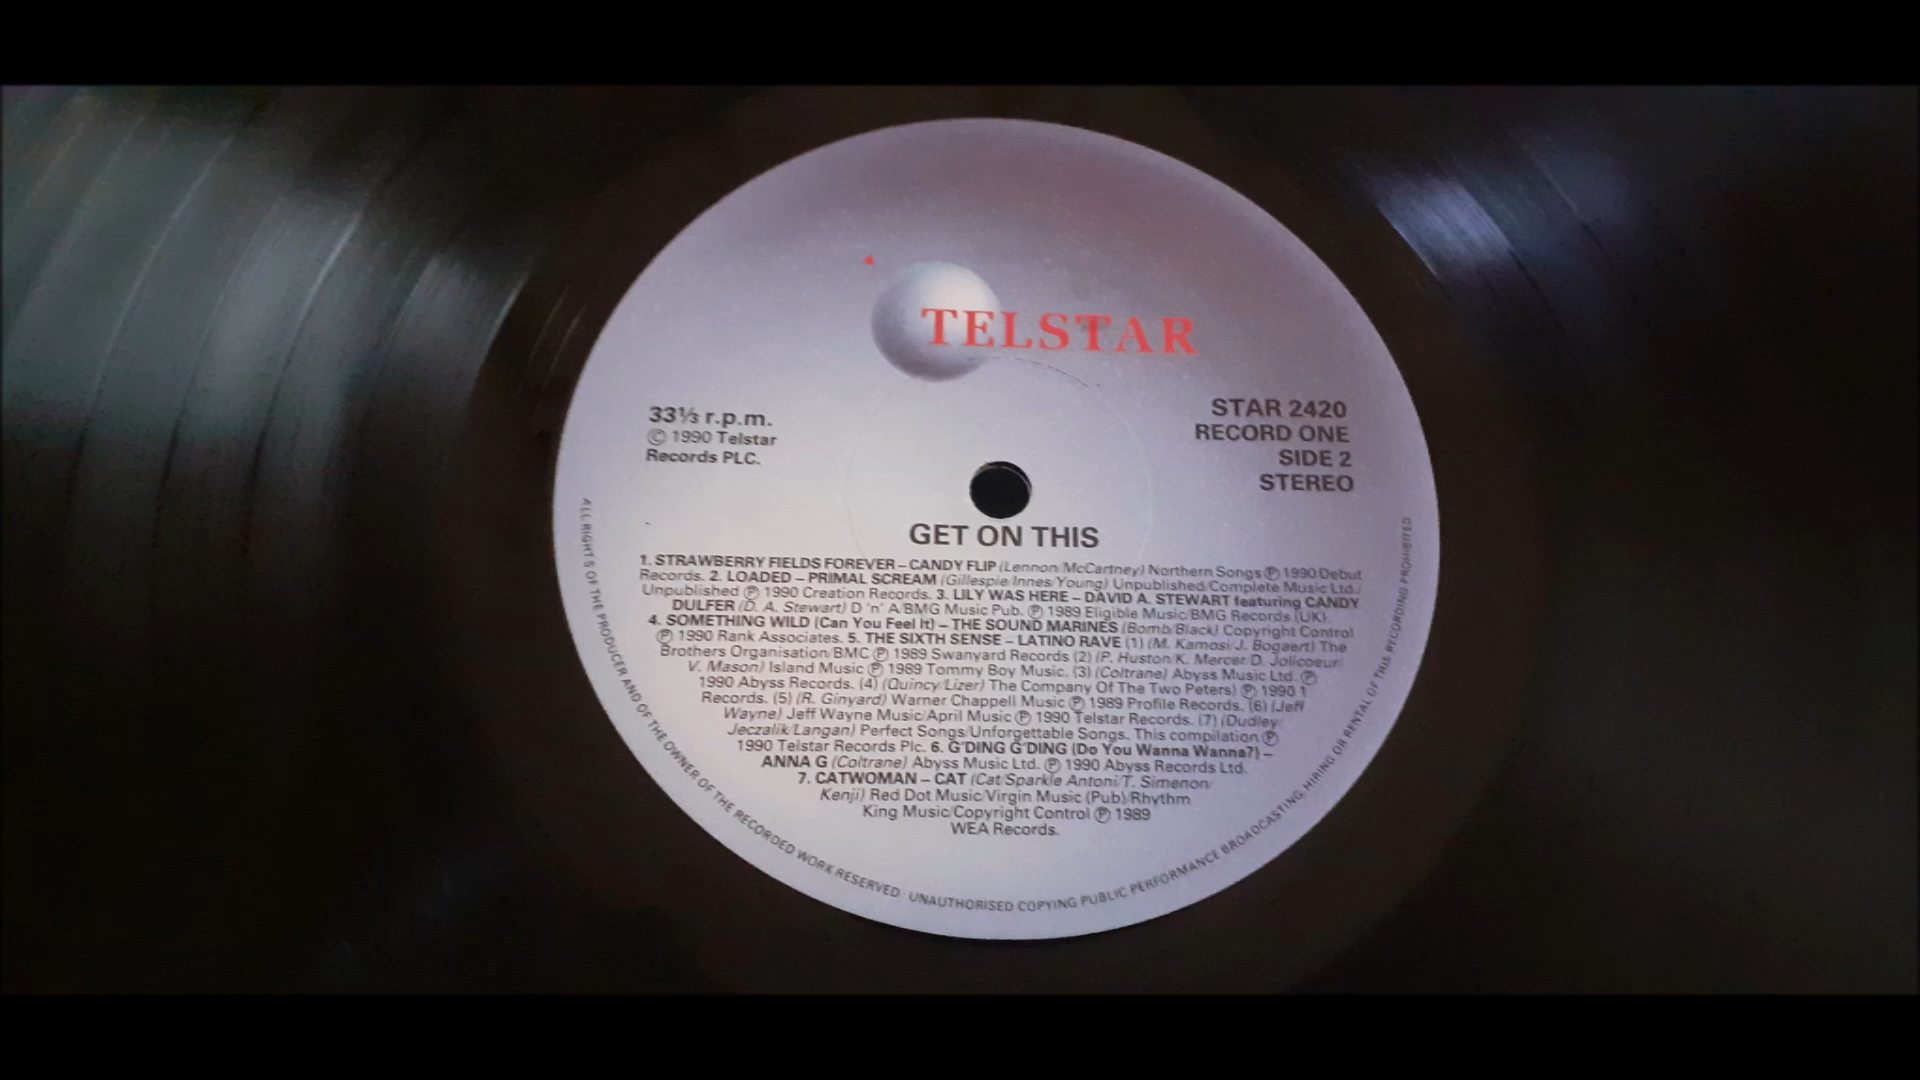 TELSTAR
33⅓ r.p.m.
© 1990 Telstar
Records PLC.
STAR 2420
RECORD ONE
SIDE 2
STEREO
GET ON THIS
1. STRAWBERRY FIELDS FOREVER – CANDY FLIP (Lennon/McCartney) Northern Songs ℗ 1990 Debut
Records. 2. LOADED – PRIMAL SCREAM (Gillespie/Innes/Young) Unpublished/Complete Music Ltd./
Unpublished ℗ 1990 Creation Records. 3. LILY WAS HERE – DAVID A. STEWART featuring CANDY
DULFER (D. A. Stewart) D 'n' A/BMG Music Pub. ℗ 1989 Eligible Music/BMG Records (UK).
4. SOMETHING WILD (Can You Feel It) – THE SOUND MARINES (Bomb/Black) Copyright Control
℗ 1990 Rank Associates. 5. THE SIXTH SENSE – LATINO RAVE (1) (M. Kamosi/J. Bogaert) The
Brothers Organisation/BMC ℗ 1989 Swanyard Records (2) (P. Huston/K. Mercer/D. Jolicoeur/
V. Mason) Island Music ℗ 1989 Tommy Boy Music. (3) (Coltrane) Abyss Music Ltd. ℗
1990 Abyss Records. (4) (Quincy/Lizer) The Company Of The Two Peters) ℗ 1990 1
Records. (5) (R. Ginyard) Warner Chappell Music ℗ 1989 Profile Records. (6) (Jeff
Wayne) Jeff Wayne Music/April Music ℗ 1990 Telstar Records. (7) (Dudley/
Jeczalik/Langan) Perfect Songs/Unforgettable Songs. This compilation ℗
1990 Telstar Records Plc. 6. G'DING G'DING (Do You Wanna Wanna?) –
ANNA G (Coltrane) Abyss Music Ltd. ℗ 1990 Abyss Records Ltd.
7. CATWOMAN – CAT (Cat/Sparkle Antoni/T. Simenon/
Kenji) Red Dot Music/Virgin Music (Pub)/Rhythm
King Music/Copyright Control ℗ 1989
WEA Records.
ALL RIGHTS OF THE PRODUCER AND OF THE OWNER OF THE RECORDED WORK RESERVED · UNAUTHORISED COPYING PUBLIC PERFORMANCE BROADCASTING HIRING OR RENTAL OF THIS RECORDING PROHIBITED